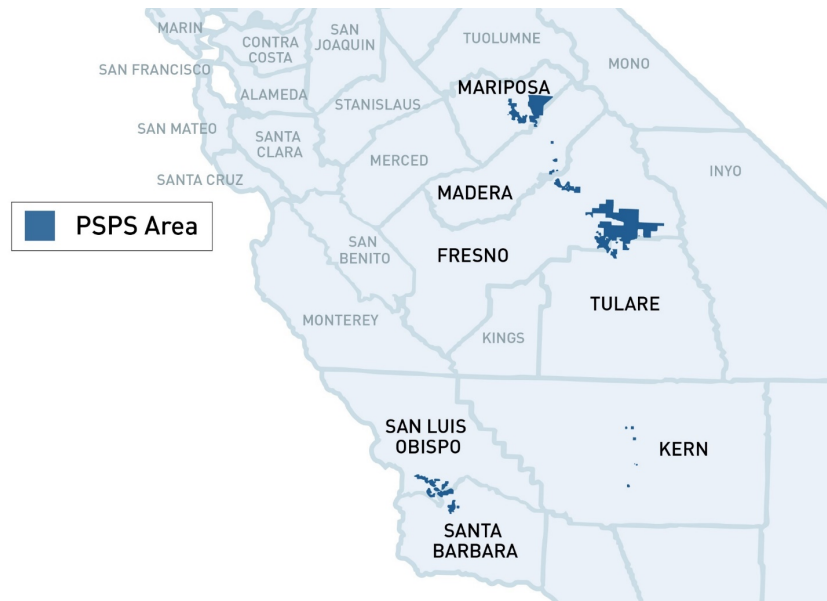 MARIN
CONTRA
COSTA
SAN
JOAQUIN
TUOLUMNE
MONO
SAN FRANCISCO
ALAMEDA
STANISLAUS
MARIPOSA
SAN MATEO
SANTA
CLARA
MERCED
SANTA CRUZ
MADERA
INYO
PSPS Area
SAN
BENITO
FRESNO
TULARE
MONTEREY
KINGS
SAN LUIS
OBISPO
KERN
SANTA
BARBARA